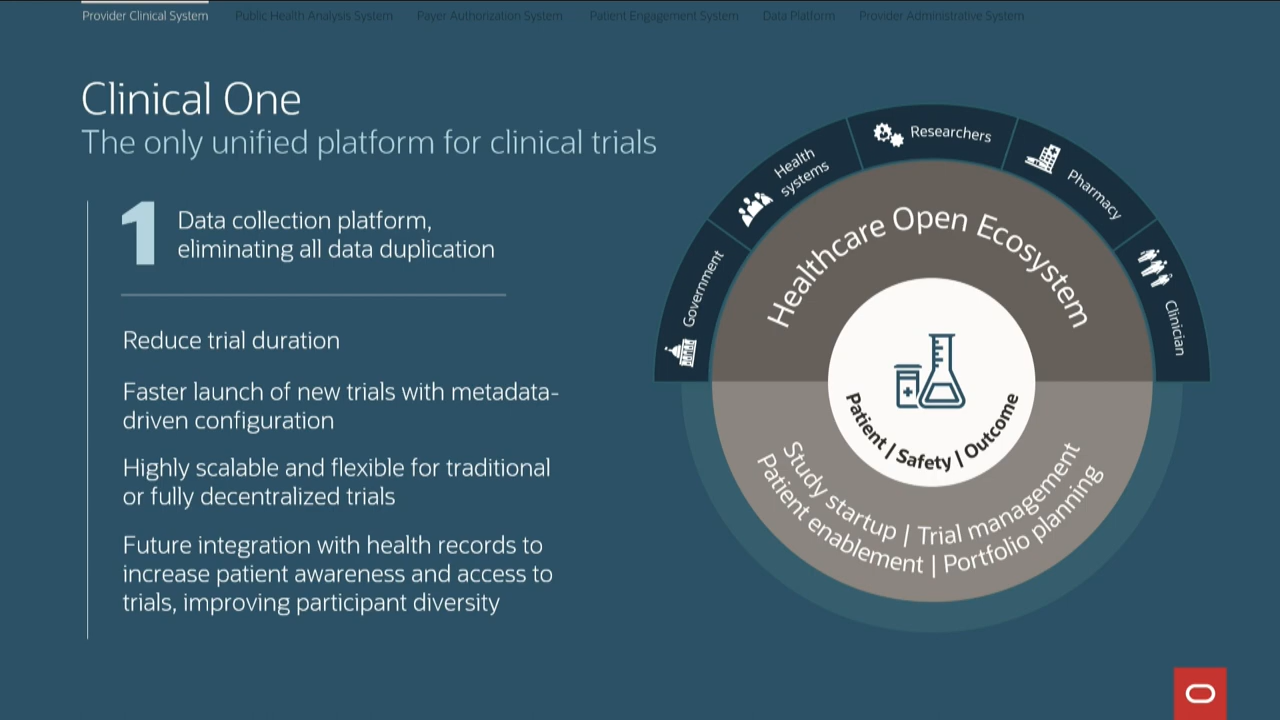 Provider Clinical System
Public Health Analysis System
Payer Authorization System
Patient Engagement System
Data Platform
Provider Administrative System
Clinical One
The only unified platform for clinical trials
1
Data collection platform,
eliminating all data duplication
Reduce trial duration
Faster launch of new trials with metadata-
driven configuration
Highly scalable and flexible for traditional
or fully decentralized trials
Future integration with health records to
increase patient awareness and access to
trials, improving participant diversity
Government
Health
systems
Researchers
Pharmacy
Clinician
Healthcare Open Ecosystem
Patient | Safety | Outcome
Study startup | Trial management
Patient enablement | Portfolio planning